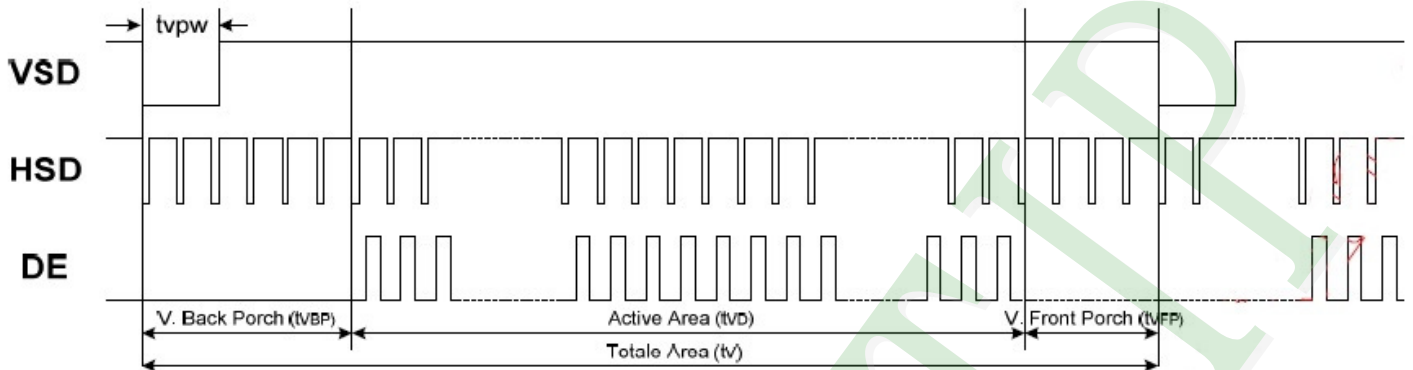 tvpw
VSD
HSD
DE
V. Back Porch (tVBP)
Active Area (tVD)
V. Front Porch (tVFP)
Totale Area (tV)